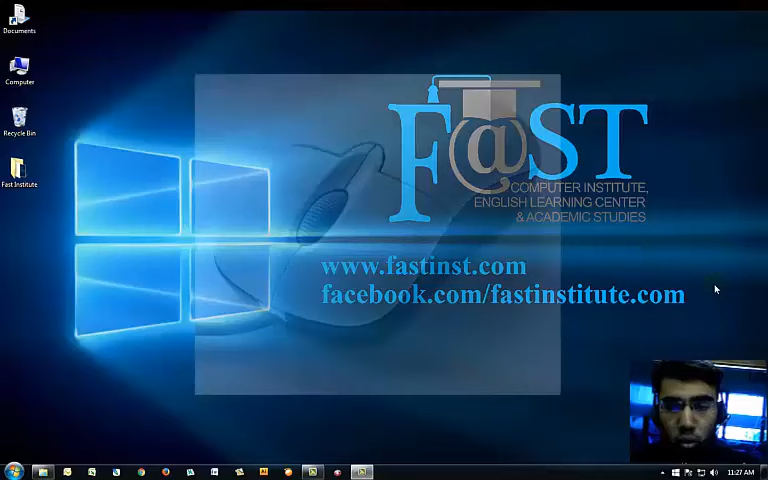 Documents
Computer
Recycle Bin
Fast Institute
F@ST
COMPUTER INSTITUTE,
ENGLISH LEARNING CENTER
& ACADEMIC STUDIES
www.fastinst.com
facebook.com/fastinstitute.com
11:27 AM